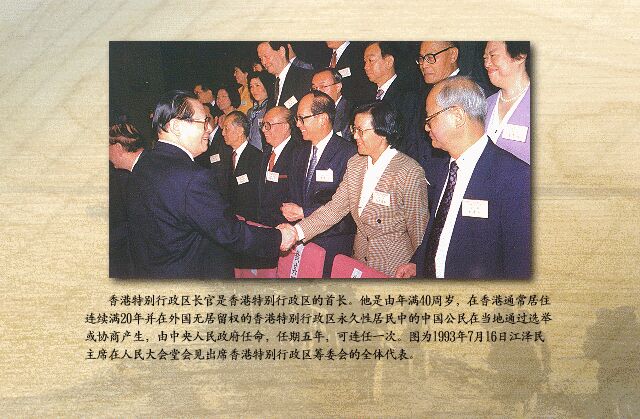 香港特别行政区长官是香港特别行政区的首长。他是由年满40周岁，在香港通常居住
连续满20年并在外国无居留权的香港特别行政区永久性居民中的中国公民在当地通过选举
或协商产生，由中央人民政府任命，任期五年，可连任一次。图为1993年7月16日江泽民
主席在人民大会堂会见出席香港特别行政区筹委会的全体代表。